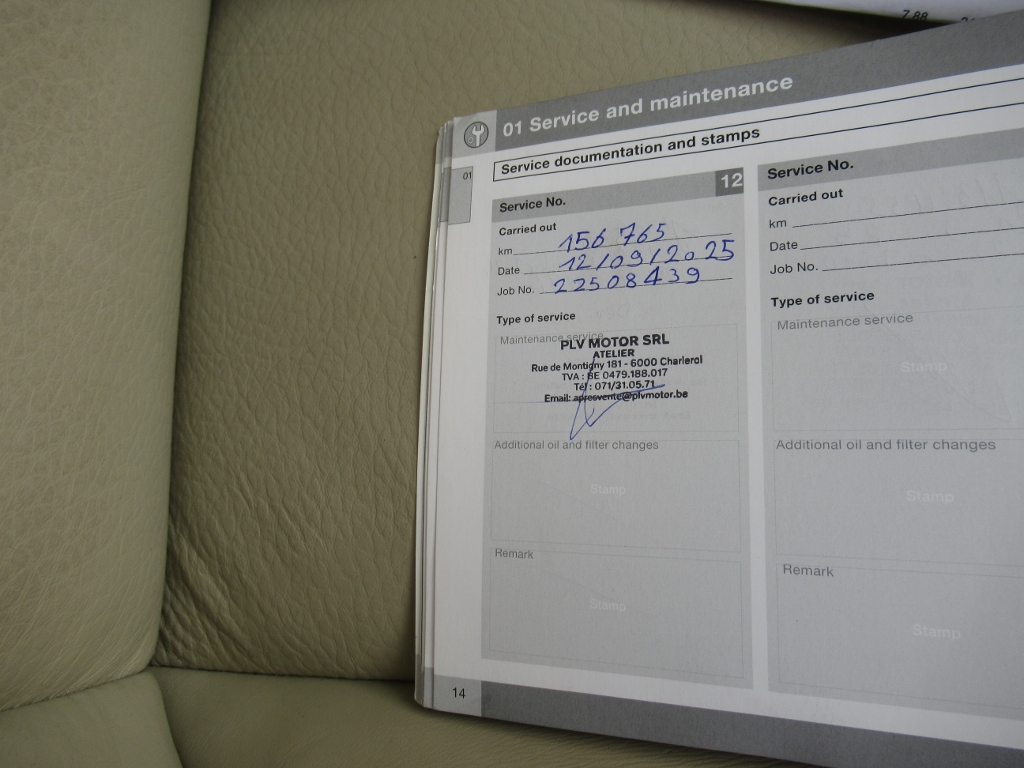 7.88
01 Service and maintenance
01
Service documentation and stamps
Service No. 12
Carried out
km 156 765
Date 12/09/2025
Job No. 22508439
Type of service
Maintenance service
PLV MOTOR SRL
ATELIER
Rue de Montigny 181 - 6000 Charleroi
TVA : BE 0479.188.017
Tél : 071/31.05.71
Email: apresvente@plvmotor.be
Additional oil and filter changes
Stamp
Remark
Stamp
14
Service No.
Carried out
km
Date
Job No.
Type of service
Maintenance service
Stamp
Additional oil and filter changes
Stamp
Remark
Stamp